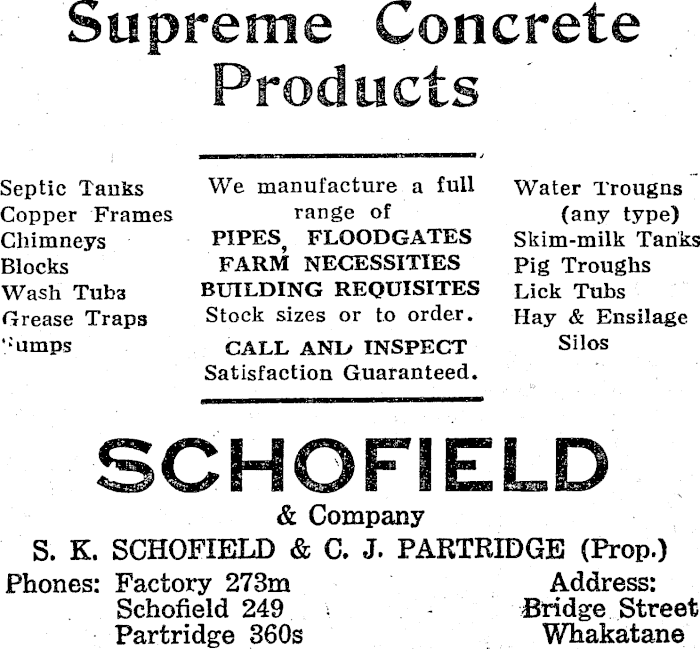 Supreme Concrete
Products
Septic Tanks
Copper Frames
Chimneys
Blocks
Wash Tubs
Grease Traps
Sumps
We manufacture a full
range of
PIPES, FLOODGATES
FARM NECESSITIES
BUILDING REQUISITES
Stock sizes or to order.
CALL AND INSPECT
Satisfaction Guaranteed.
Water Troughs
(any type)
Skim-milk Tanks
Pig Troughs
Lick Tubs
Hay & Ensilage
Silos
SCHOFIELD
& Company
S. K. SCHOFIELD & C. J. PARTRIDGE (Prop.)
Phones: Factory 273m
Schofield 249
Partridge 360s
Address:
Bridge Street
Whakatane